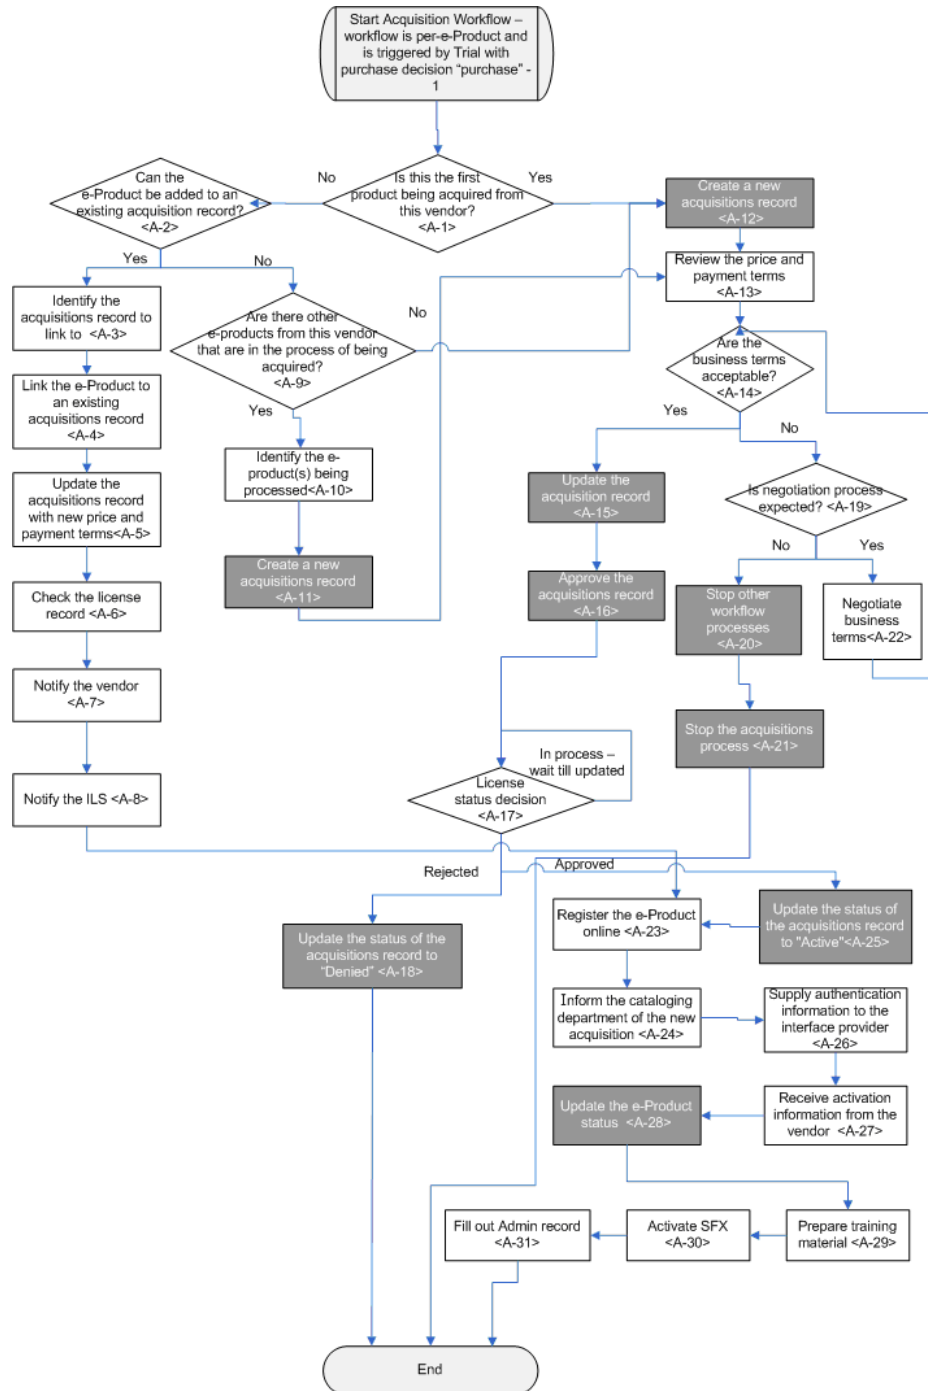 Start Acquisition Workflow –
workflow is per-e-Product and
is triggered by Trial with
purchase decision “purchase” -
1
Can the
e-Product be added to an
existing acquisition record?
<A-2>
No
Is this the first
product being acquired from
this vendor?
<A-1>
Yes
Create a new
acquisitions record
<A-12>
Yes
No
Review the price and
payment terms
<A-13>
Identify the
acquisitions record to
link to <A-3>
Are there other
e-products from this vendor
that are in the process of being
acquired?
<A-9>
No
Are the
business terms
acceptable?
<A-14>
Link the e-Product to
an existing
acquisitions record
<A-4>
Yes
Yes
No
Identify the e-
product(s) being
processed<A-10>
Update the
acquisitions record
with new price and
payment terms<A-5>
Update the
acquisition record
<A-15>
Is negotiation process
expected? <A-19>
No
Yes
Create a new
acquisitions record
<A-11>
Check the license
record <A-6>
Approve the
acquisitions record
<A-16>
Stop other
workflow
processes
<A-20>
Negotiate
business
terms<A-22>
Notify the vendor
<A-7>
Stop the acquisitions
process <A-21>
In process –
wait till updated
Notify the ILS <A-8>
License
status decision
<A-17>
Rejected
Approved
Register the e-Product
online <A-23>
Update the status of
the acquisitions record
to "Active"<A-25>
Update the status of the
acquisitions record to
“Denied” <A-18>
Inform the cataloging
department of the new
acquisition <A-24>
Supply authentication
information to the
interface provider
<A-26>
Update the e-Product
status <A-28>
Receive activation
information from the
vendor <A-27>
Fill out Admin record
<A-31>
Activate SFX
<A-30>
Prepare training
material <A-29>
End